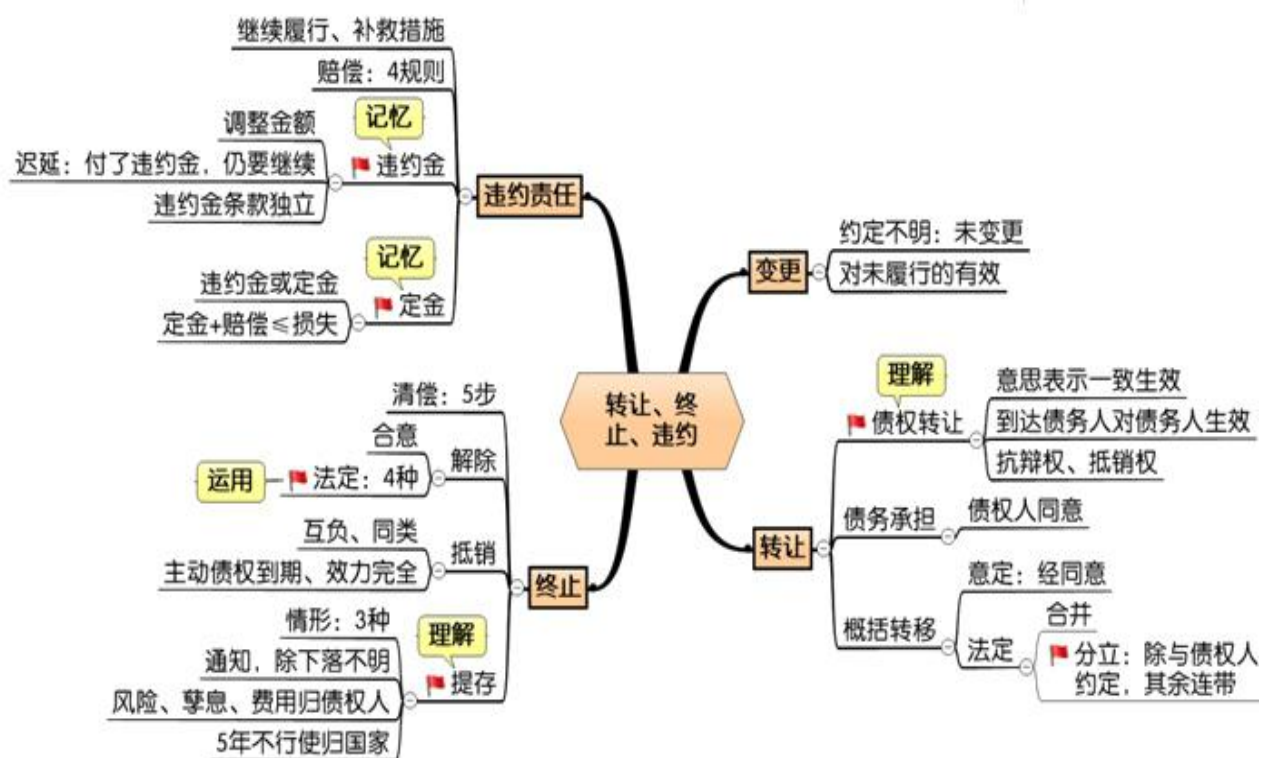 转让、终
止、违约
违约责任
继续履行、补救措施
赔偿：4规则
记忆
违约金
调整金额
迟延：付了违约金，仍要继续
违约金条款独立
记忆
定金
违约金或定金
定金+赔偿≤损失
变更
约定不明：未变更
对未履行的有效
转让
理解
债权转让
意思表示一致生效
到达债务人对债务人生效
抗辩权、抵销权
债务承担
债权人同意
概括转移
意定：经同意
法定
合并
分立：除与债权人
约定，其余连带
终止
清偿：5步
解除
合意
法定：4种
运用
抵销
互负、同类
主动债权到期、效力完全
理解
提存
情形：3种
通知，除下落不明
风险、孳息、费用归债权人
5年不行使归国家